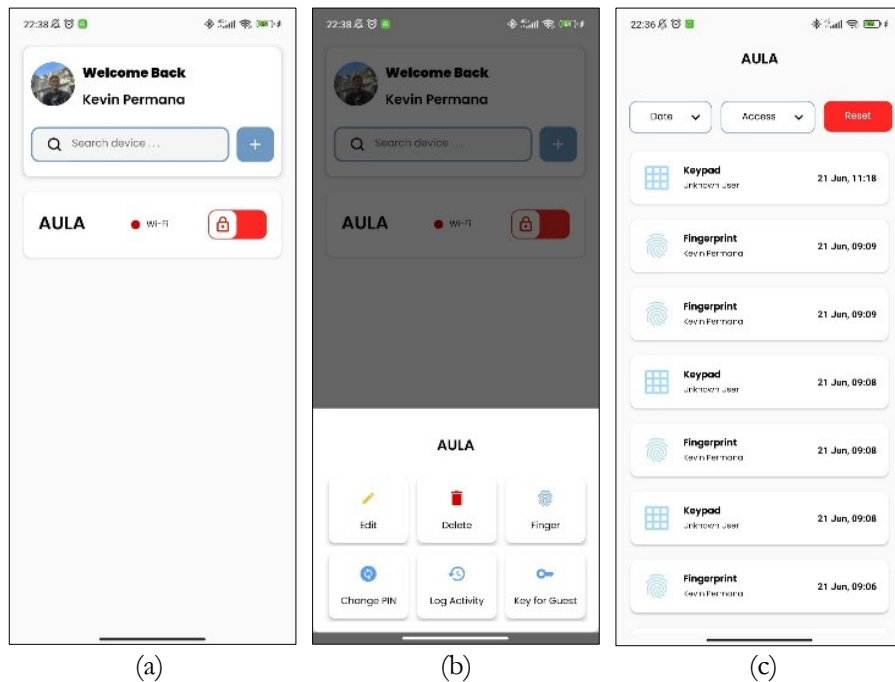 22:38
Welcome Back
Kevin Permana
Search device . . .
+
AULA
Wi-Fi
22:38
Welcome Back
Kevin Permana
Search device . . .
+
AULA
Wi-Fi
AULA
Edit
Delete
Finger
Change PIN
Log Activity
Key for Guest
22:36
AULA
Date
Access
Reset
Keypad
Unknown User
21 Jun, 11:18
Fingerprint
Kevin Permana
21 Jun, 09:09
Fingerprint
Kevin Permana
21 Jun, 09:09
Keypad
Unknown User
21 Jun, 09:08
Fingerprint
Kevin Permana
21 Jun, 09:08
Keypad
Unknown User
21 Jun, 09:08
Fingerprint
Kevin Permana
21 Jun, 09:06
(a)
(b)
(c)